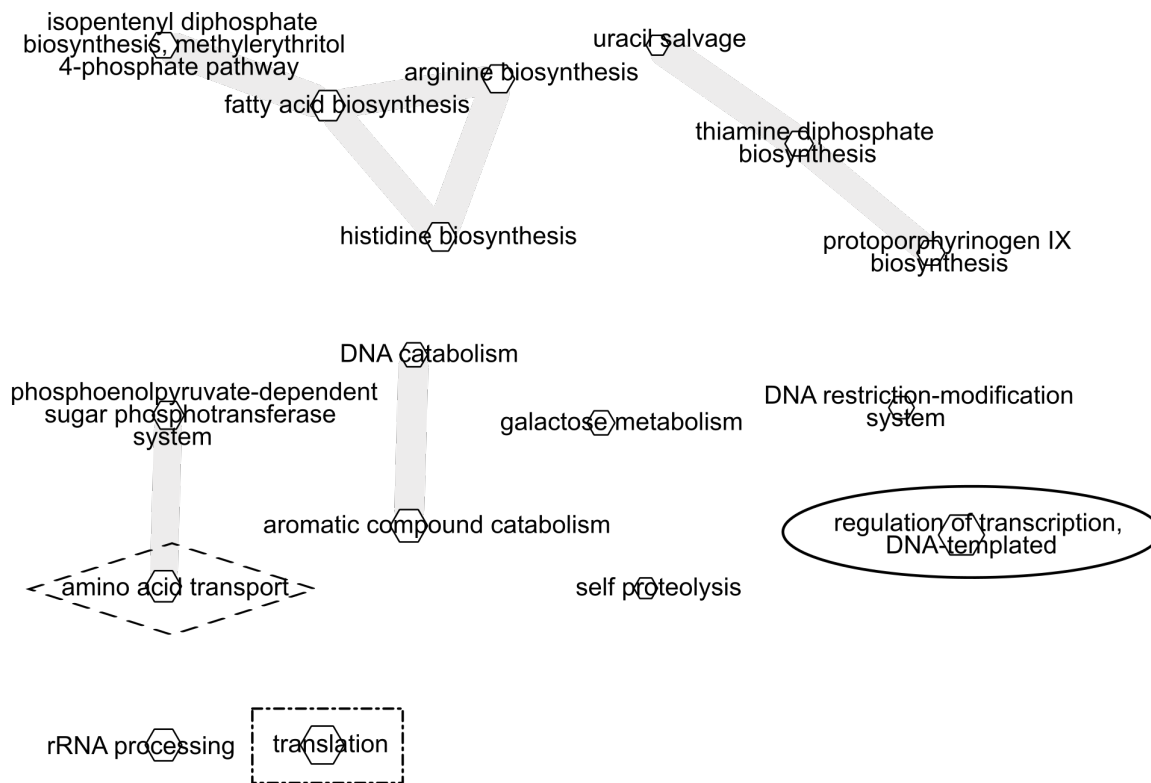 isopentenyl diphosphate
biosynthesis, methylerythritol
4-phosphate pathway
uracil salvage
arginine biosynthesis
fatty acid biosynthesis
thiamine diphosphate
biosynthesis
histidine biosynthesis
protoporphyrinogen IX
biosynthesis
DNA catabolism
phosphoenolpyruvate-dependent
sugar phosphotransferase
system
galactose metabolism
DNA restriction-modification
system
aromatic compound catabolism
regulation of transcription,
DNA-templated
amino acid transport
self proteolysis
rRNA processing
translation